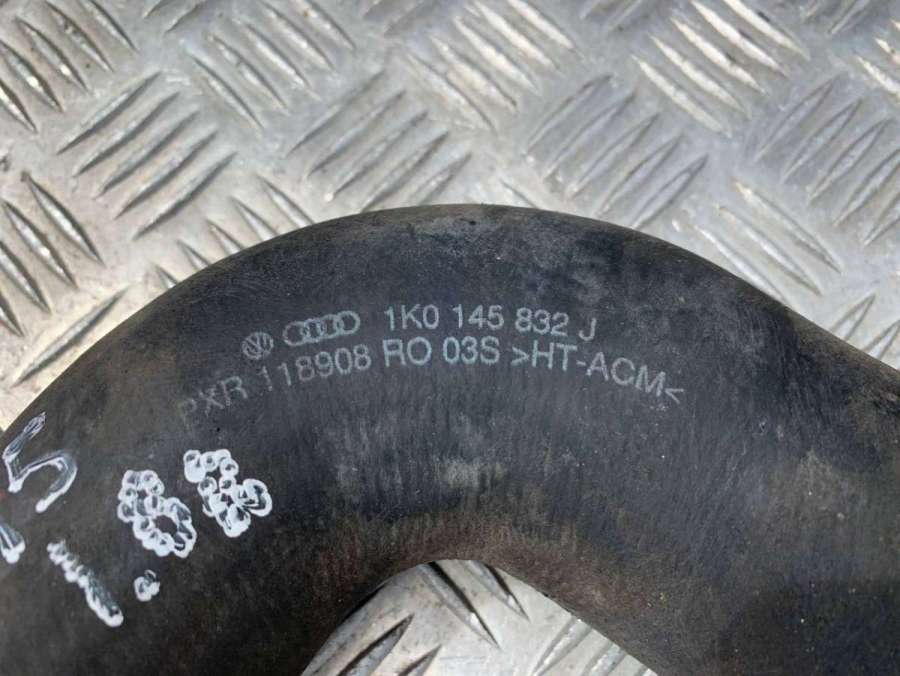 1K0 145 832 J
PXR 118908 RO 03S >HT-ACM<